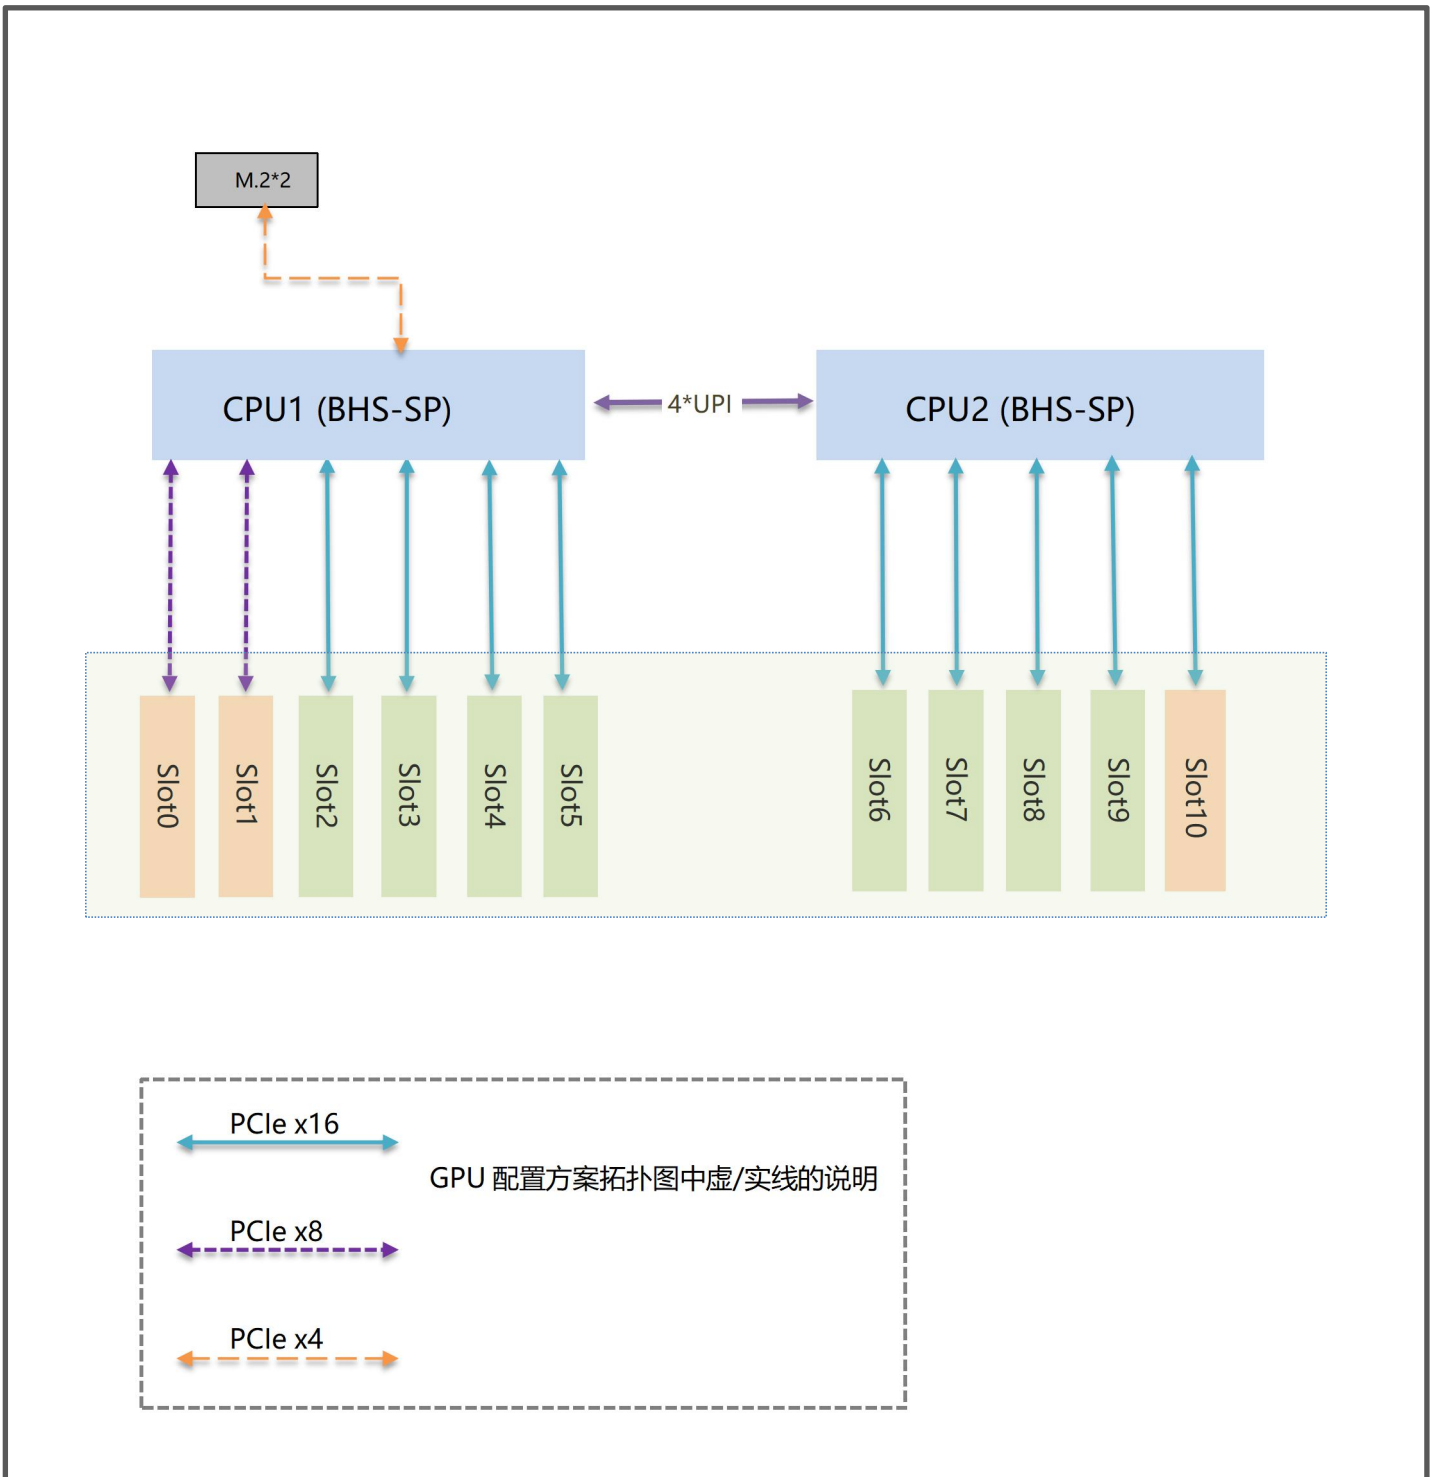 M.2*2
CPU1 (BHS-SP)
4*UPI
CPU2 (BHS-SP)
Slot0
Slot1
Slot2
Slot3
Slot4
Slot5
Slot6
Slot7
Slot8
Slot9
Slot10
PCIe x16
GPU 配置方案拓扑图中虚/实线的说明
PCIe x8
PCIe x4